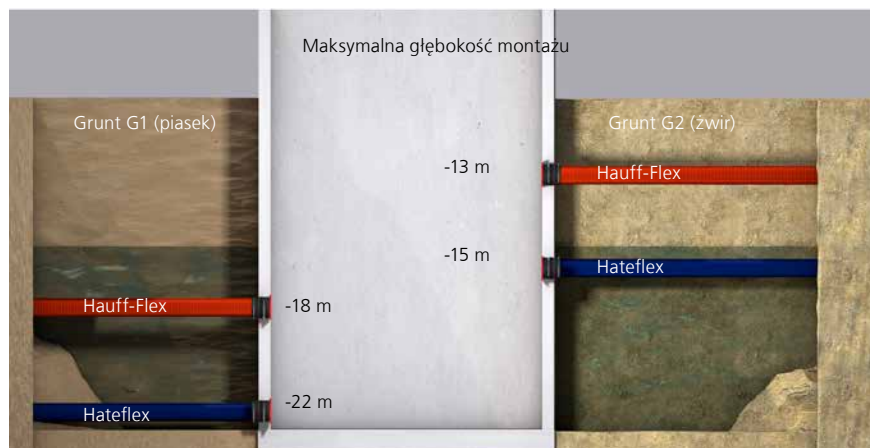 Maksymalna głębokość montażu
Grunt G1 (piasek)
Grunt G2 (żwir)
-13 m
Hauff-Flex
-15 m
Hateflex
Hauff-Flex
-18 m
-22 m
Hateflex